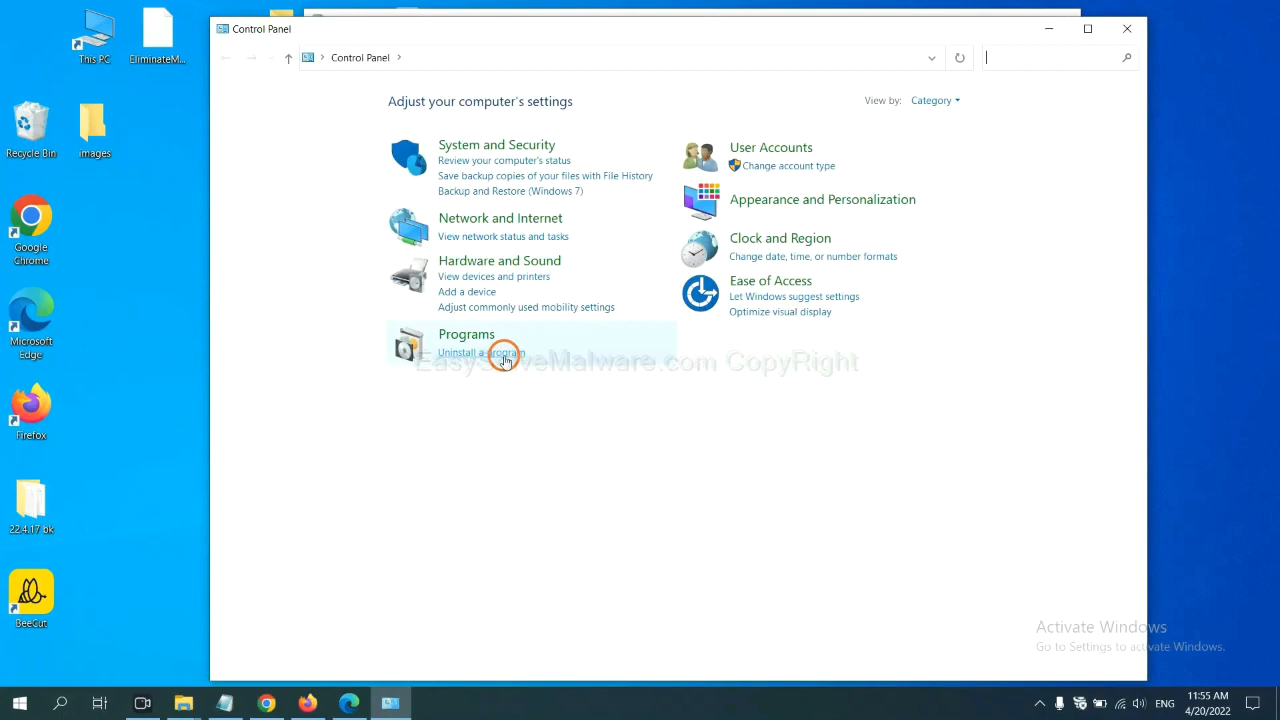 Control Panel
Control Panel
Adjust your computer's settings
View by: Category
System and Security
Review your computer's status
Save backup copies of your files with File History
Backup and Restore (Windows 7)
Network and Internet
View network status and tasks
Hardware and Sound
View devices and printers
Add a device
Adjust commonly used mobility settings
Programs
Uninstall a program
User Accounts
Change account type
Appearance and Personalization
Clock and Region
Change date, time, or number formats
Ease of Access
Let Windows suggest settings
Optimize visual display
EasySolveMalware.com CopyRight
This PC
EliminateM...
Recycle Bin
images
Google
Chrome
Microsoft
Edge
Firefox
22.4.17 bk
BeeCut
Activate Windows
Go to Settings to activate Windows.
ENG
11:55 AM
4/20/2022